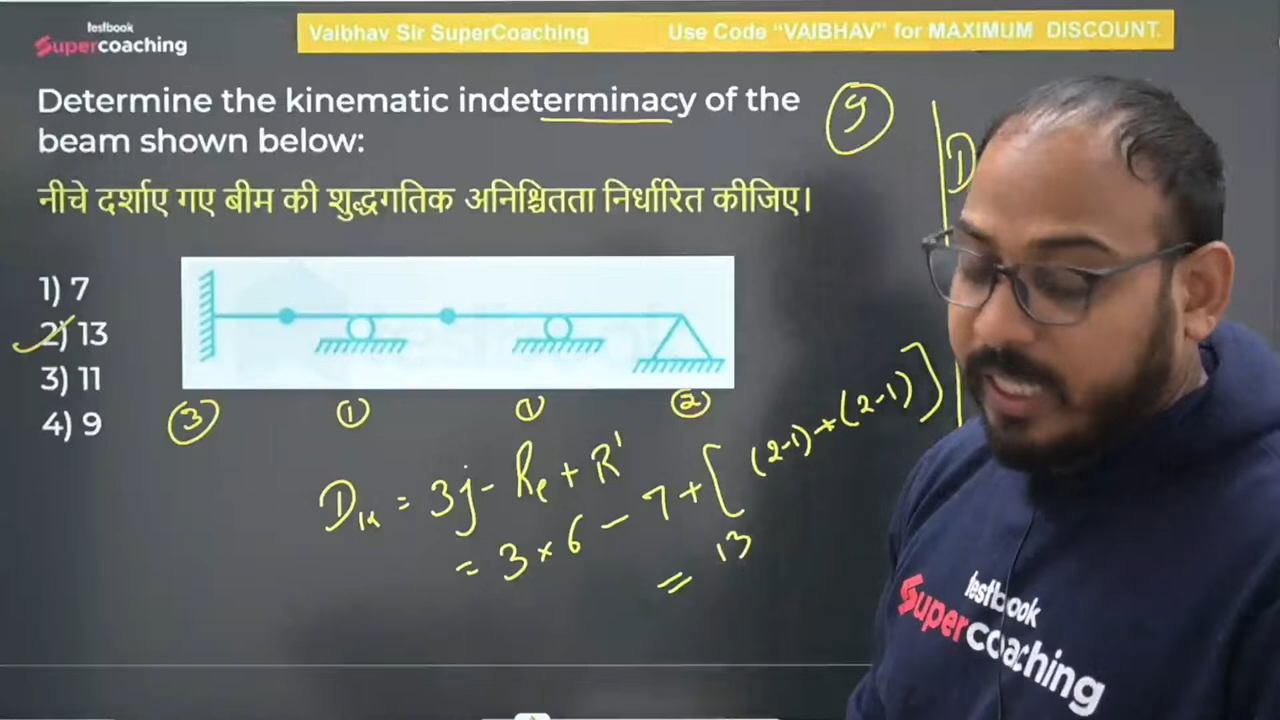 testbook
Supercoaching
Vaibhav Sir SuperCoaching Use Code “VAIBHAV” for MAXIMUM DISCOUNT.
Determine the kinematic indeterminacy of the
beam shown below:
नीचे दर्शाए गए बीम की शुद्धगतिक अनिश्चितता निर्धारित कीजिए।
1) 7
2) 13
3) 11
4) 9
9
D
3 1 1 2
Dk = 3j - Re + R'
= 3 × 6 - 7 + [(2-1) + (2-1)]
= 13
testbook
Supercoaching